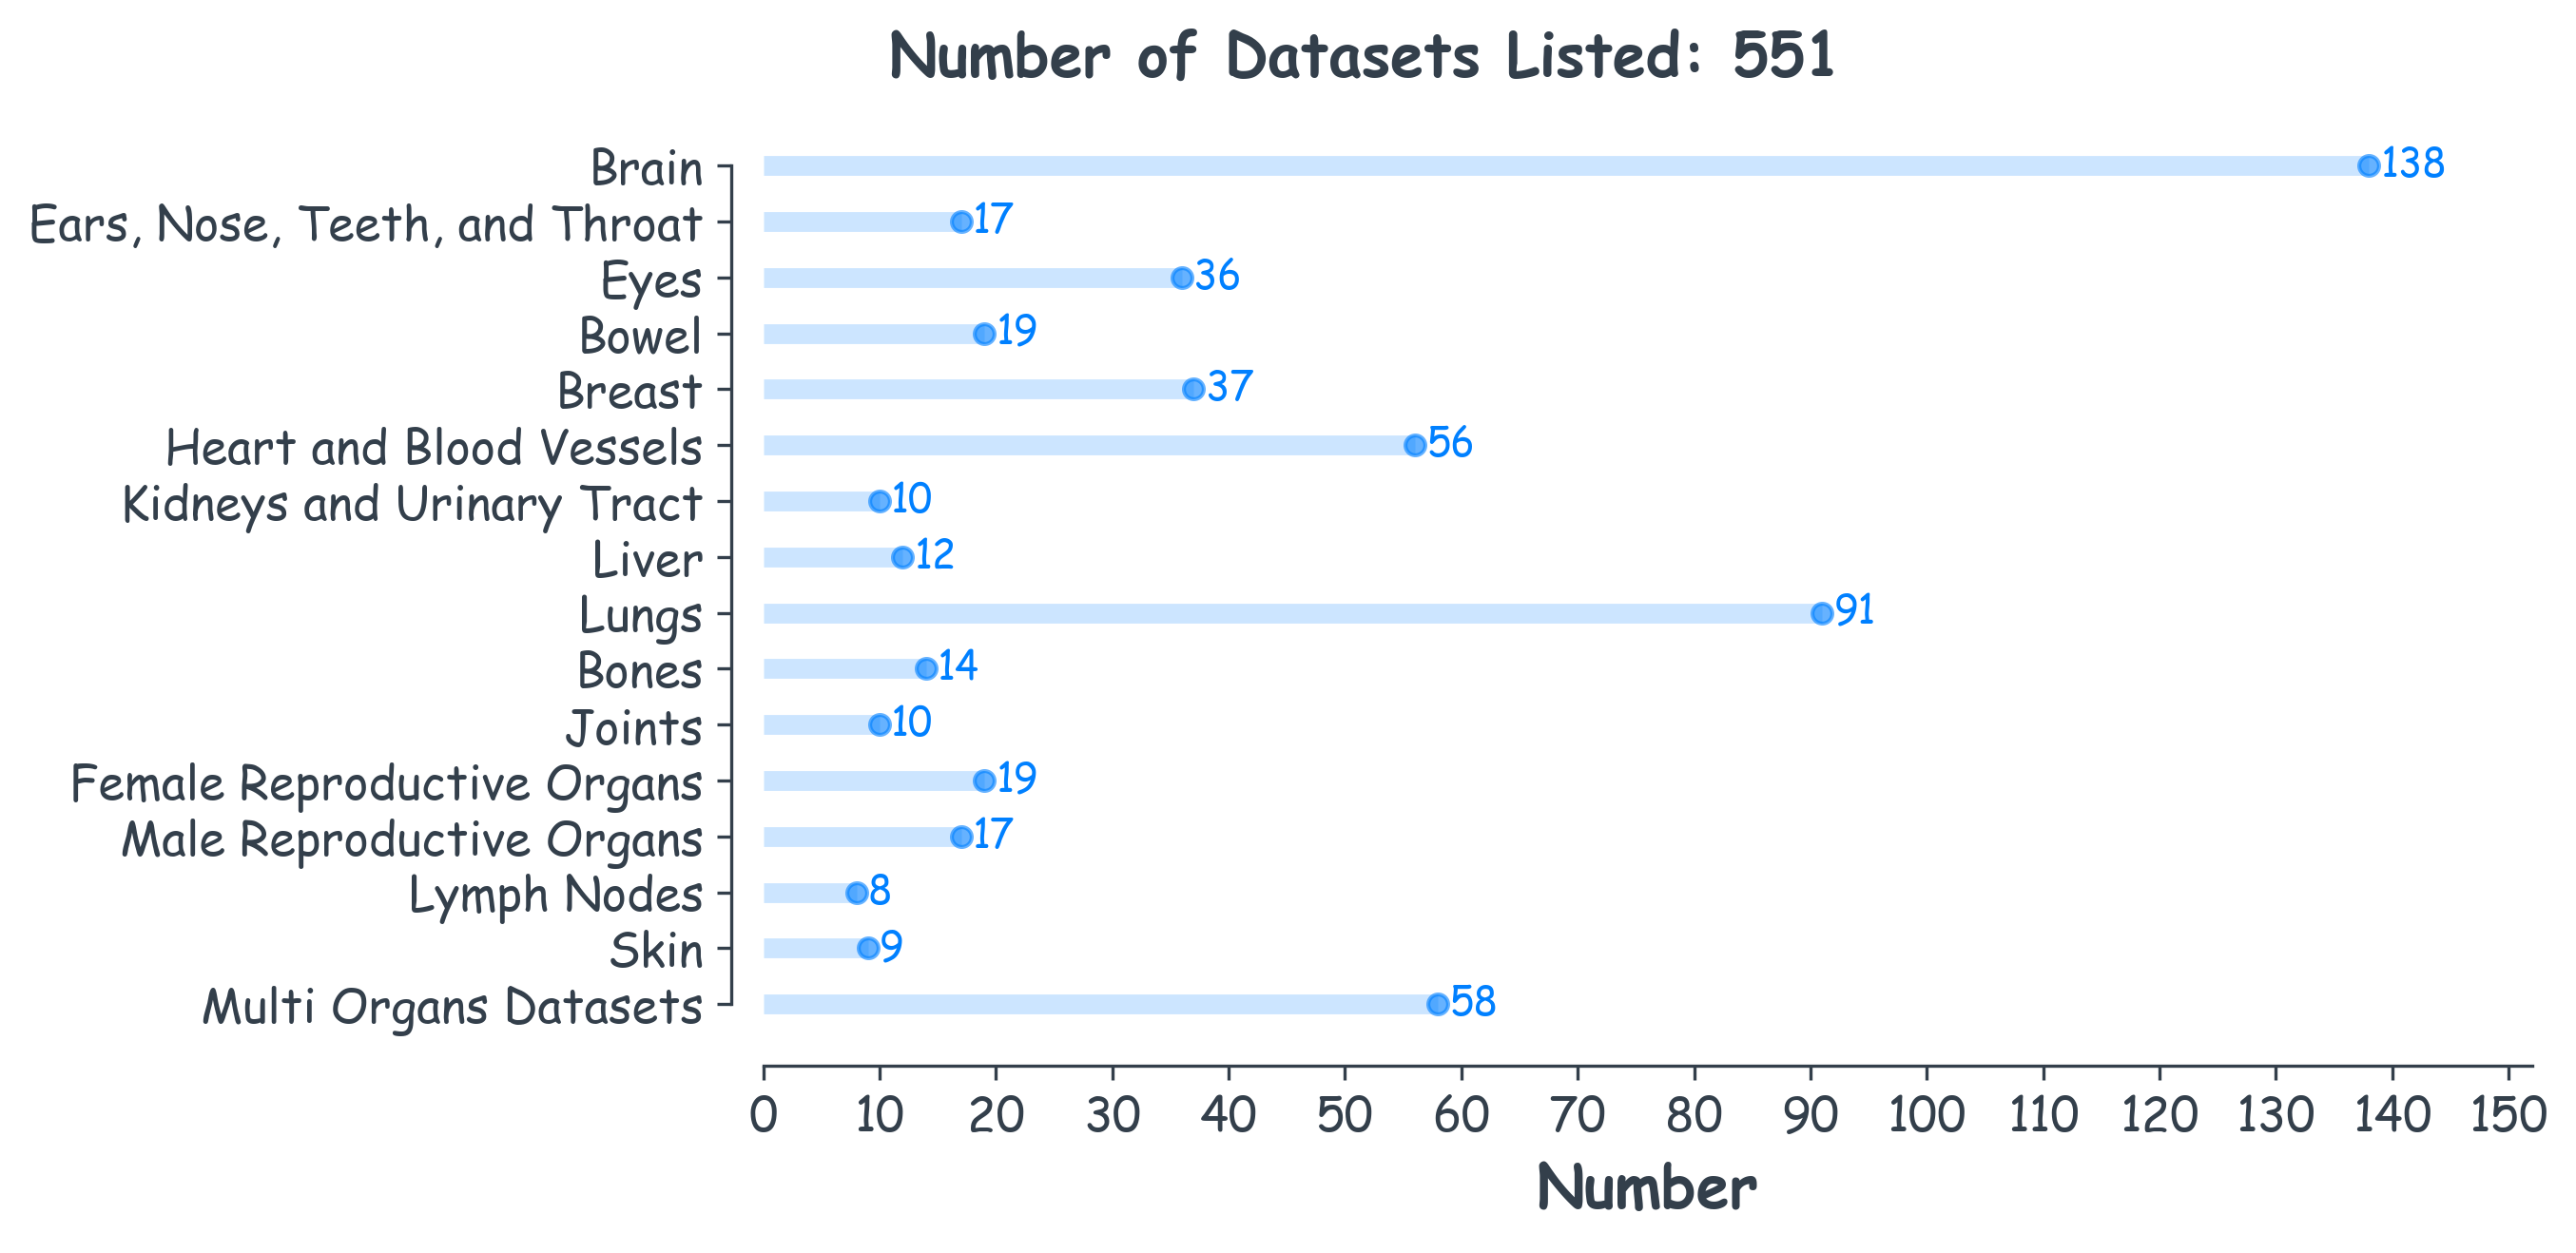 Number of Datasets Listed: 551
Brain 138
Ears, Nose, Teeth, and Throat 17
Eyes 36
Bowel 19
Breast 37
Heart and Blood Vessels 56
Kidneys and Urinary Tract 10
Liver 12
Lungs 91
Bones 14
Joints 10
Female Reproductive Organs 19
Male Reproductive Organs 17
Lymph Nodes 8
Skin 9
Multi Organs Datasets 58
0 10 20 30 40 50 60 70 80 90 100 110 120 130 140 150
Number